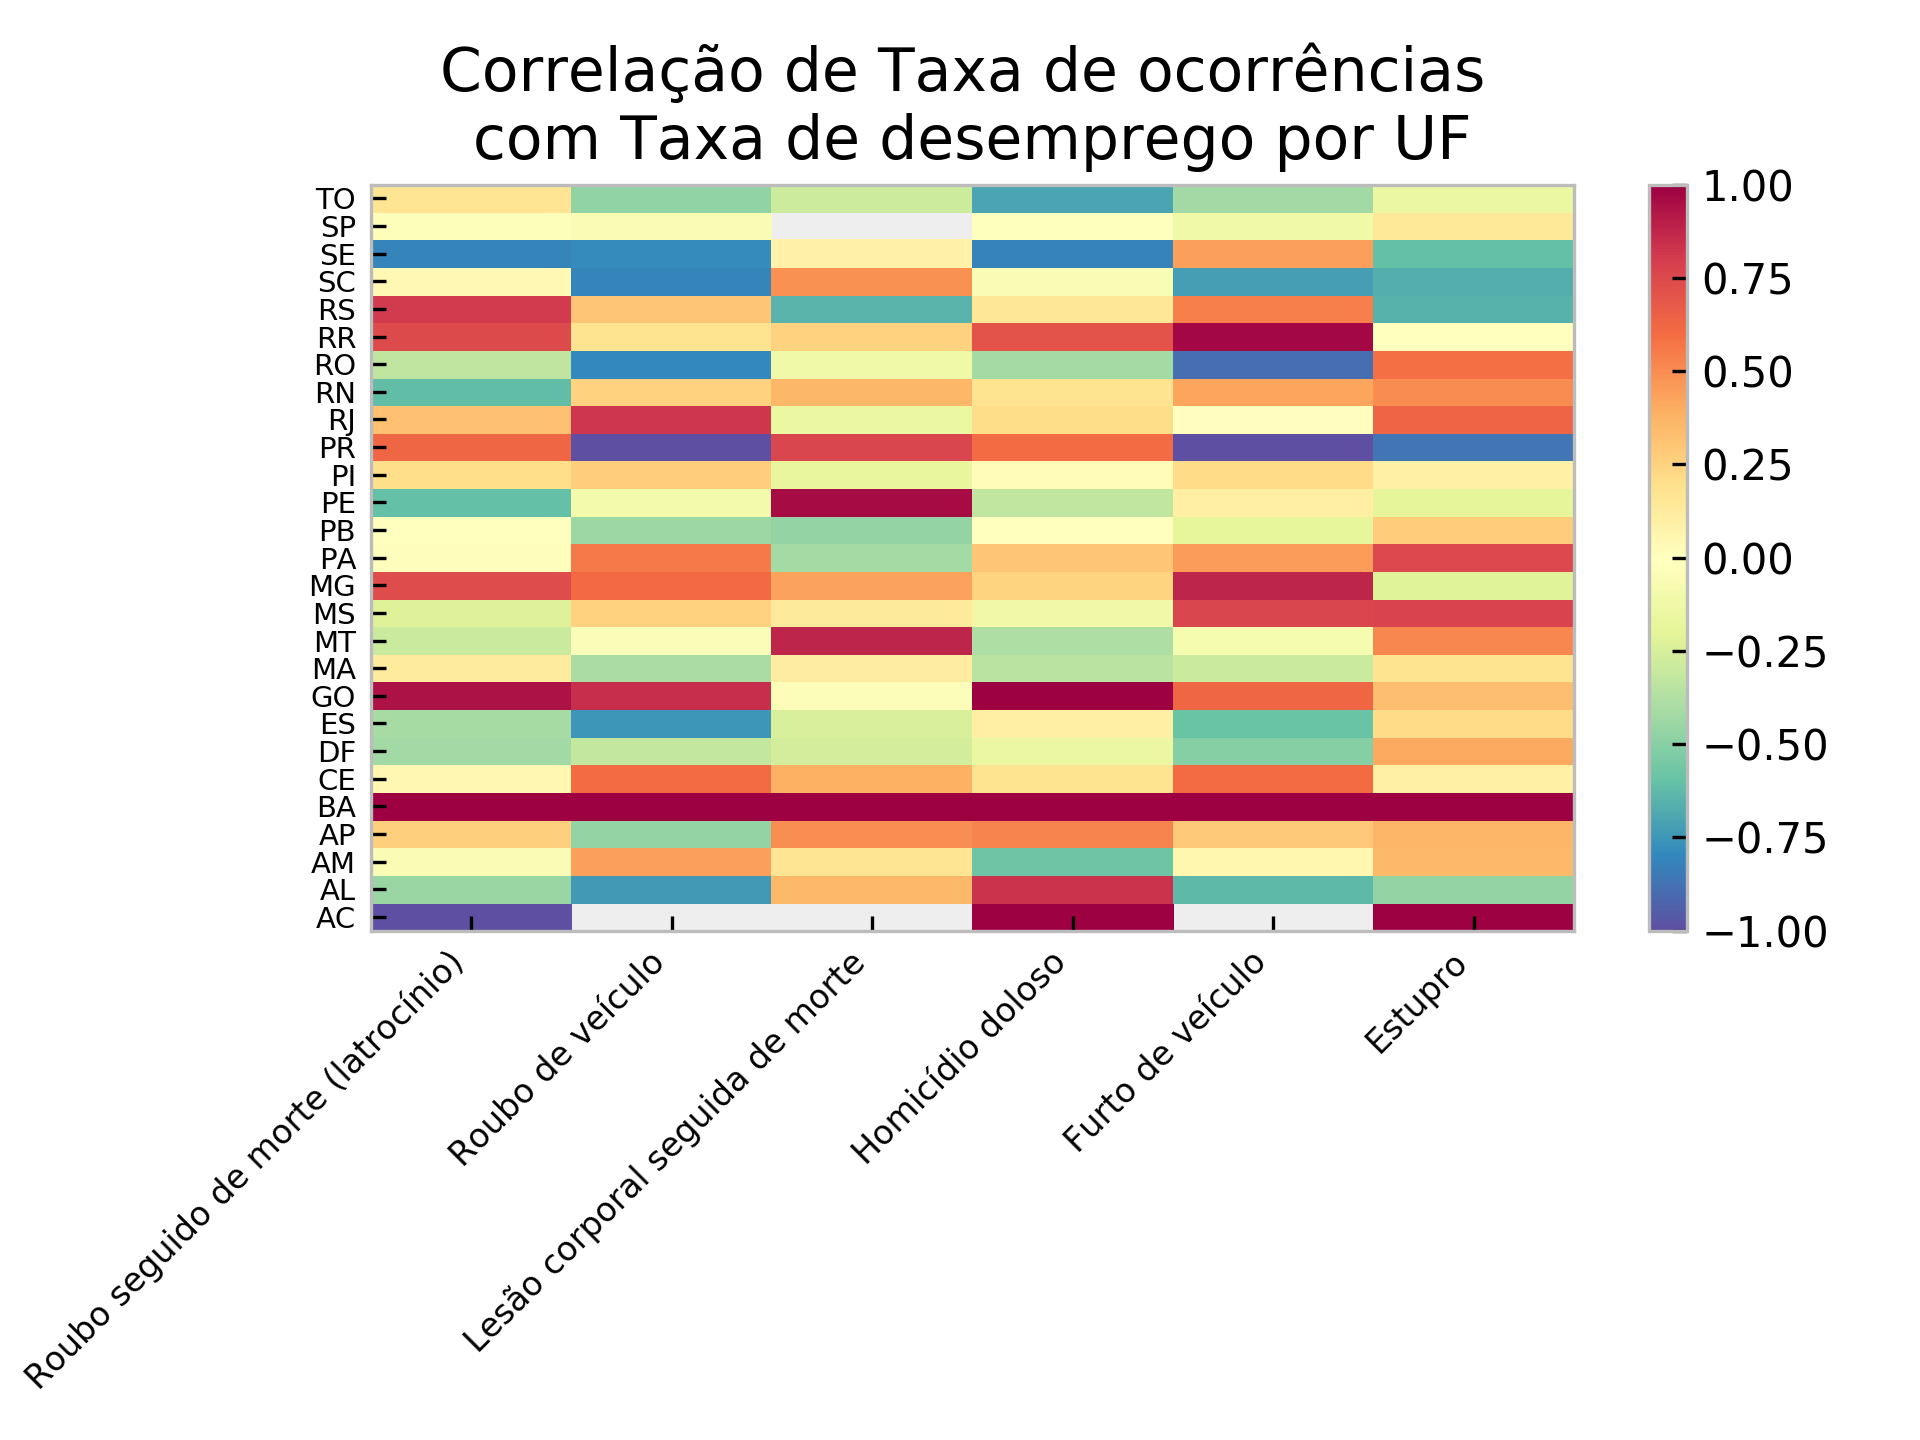 Correlação de Taxa de ocorrências
com Taxa de desemprego por UF
TO
SP
SE
SC
RS
RR
RO
RN
RJ
PR
PI
PE
PB
PA
MG
MS
MT
MA
GO
ES
DF
CE
BA
AP
AM
AL
AC
1.00
0.75
0.50
0.25
0.00
−0.25
−0.50
−0.75
−1.00
Roubo seguido de morte (latrocínio)
Roubo de veículo
Lesão corporal seguida de morte
Homicídio doloso
Furto de veículo
Estupro